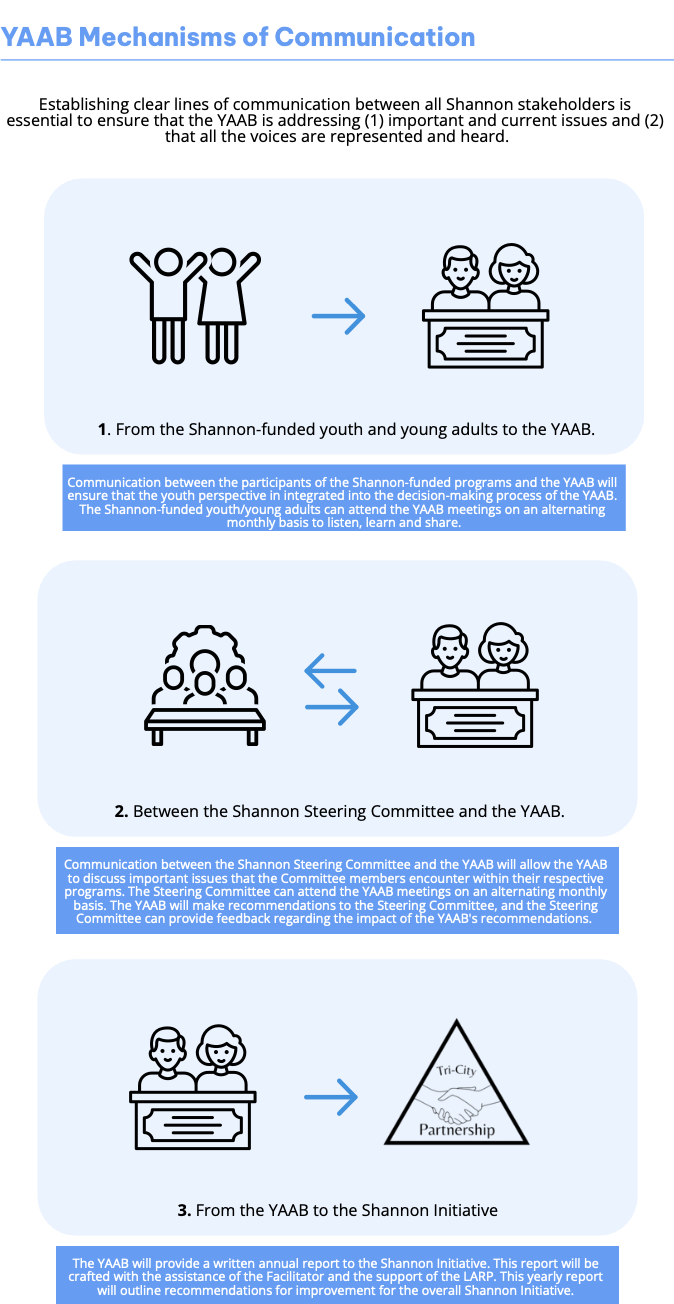 YAAB Mechanisms of Communication
Establishing clear lines of communication between all Shannon stakeholders is
essential to ensure that the YAAB is addressing (1) important and current issues and (2)
that all the voices are represented and heard.
1. From the Shannon-funded youth and young adults to the YAAB.
Communication between the participants of the Shannon-funded programs and the YAAB will
ensure that the youth perspective in integrated into the decision-making process of the YAAB.
The Shannon-funded youth/young adults can attend the YAAB meetings on an alternating
monthly basis to listen, learn and share.
2. Between the Shannon Steering Committee and the YAAB.
Communication between the Shannon Steering Committee and the YAAB will allow the YAAB
to discuss important issues that the Committee members encounter within their respective
programs. The Steering Committee can attend the YAAB meetings on an alternating monthly
basis. The YAAB will make recommendations to the Steering Committee, and the Steering
Committee can provide feedback regarding the impact of the YAAB's recommendations.
Tri-City
Partnership
3. From the YAAB to the Shannon Initiative
The YAAB will provide a written annual report to the Shannon Initiative. This report will be
crafted with the assistance of the Facilitator and the support of the LARP. This yearly report
will outline recommendations for improvement for the overall Shannon Initiative.